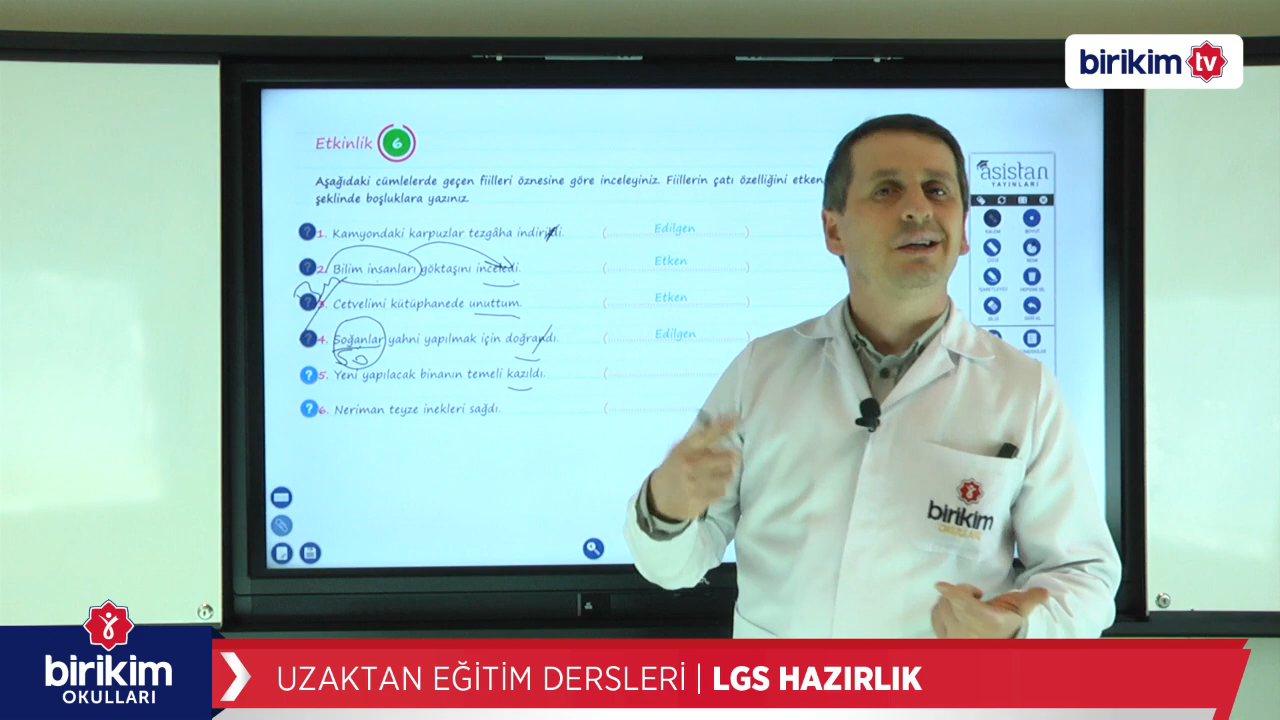 birikim tv
Etkinlik 6
Aşağıdaki cümlelerde geçen fiilleri öznesine göre inceleyiniz. Fiillerin çatı özelliğini etken,
şeklinde boşluklara yazınız.
1. Kamyondaki karpuzlar tezgâha indirildi. (Edilgen)
2. Bilim insanları göktaşını inceledi. (Etken)
3. Cetvelimi kütüphanede unuttum. (Etken)
4. Soğanlar yahni yapılmak için doğrandı. (Edilgen)
5. Yeni yapılacak binanın temeli kazıldı. (
6. Neriman teyze inekleri sağdı. (
asistan
YAYINLARI
KALEM BOYUT
birikim
OKULLARI
birikim
OKULLARI
UZAKTAN EĞİTİM DERSLERİ | LGS HAZIRLIK